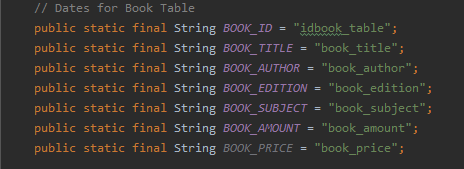 // Dates for Book Table
public static final String BOOK_ID = "idbook_table";
public static final String BOOK_TITLE = "book_title";
public static final String BOOK_AUTHOR = "book_author";
public static final String BOOK_EDITION = "book_edition";
public static final String BOOK_SUBJECT = "book_subject";
public static final String BOOK_AMOUNT = "book_amount";
public static final String BOOK_PRICE = "book_price";